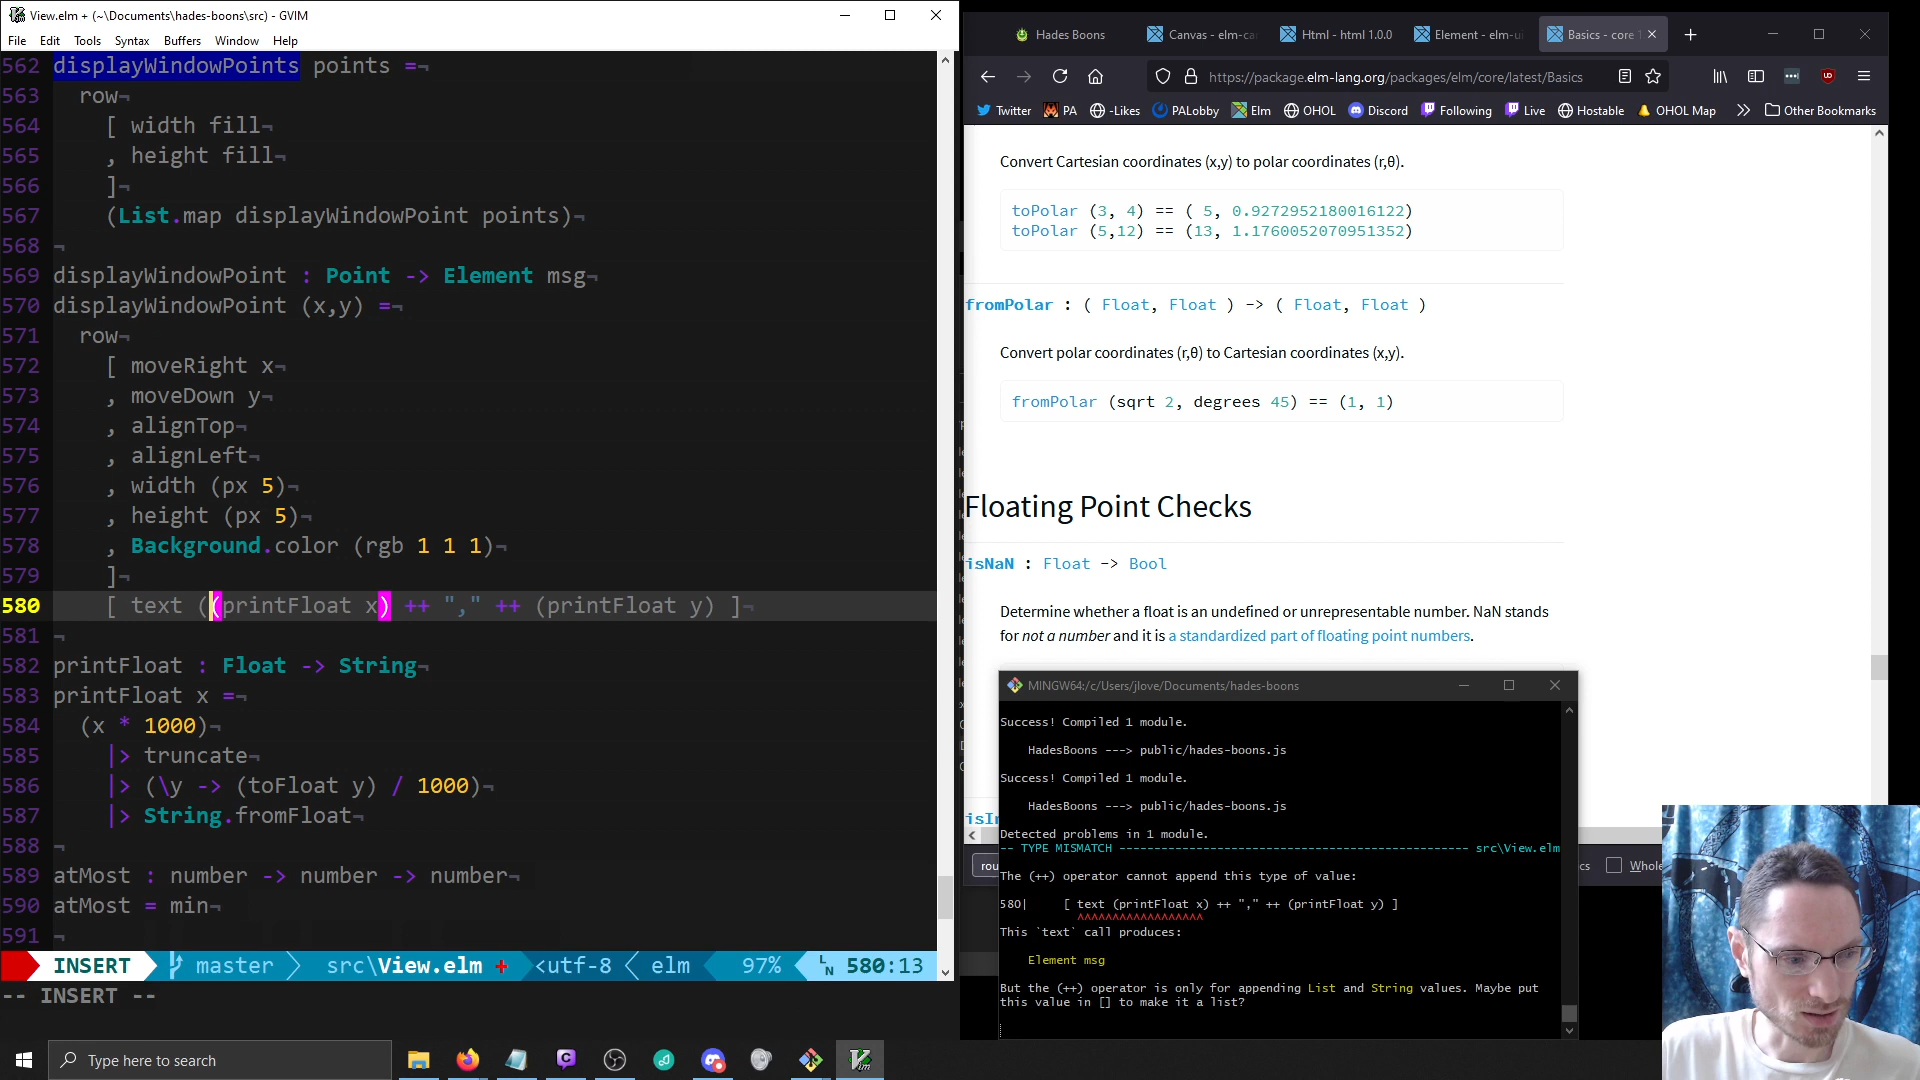 View.elm + (~\Documents\hades-boons\src) - GVIM
File Edit Tools Syntax Buffers Window Help
562 displayWindowPoints points =¬
563 row¬
564 [ width fill¬
565 , height fill¬
566 ]¬
567 (List.map displayWindowPoint points)¬
568 ¬
569 displayWindowPoint : Point -> Element msg¬
570 displayWindowPoint (x,y) =¬
571 row¬
572 [ moveRight x¬
573 , moveDown y¬
574 , alignTop¬
575 , alignLeft¬
576 , width (px 5)¬
577 , height (px 5)¬
578 , Background.color (rgb 1 1 1)¬
579 ]¬
580 [ text ((printFloat x) ++ "," ++ (printFloat y) ]¬
581 ¬
582 printFloat : Float -> String¬
583 printFloat x =¬
584 (x * 1000)¬
585 |> truncate¬
586 |> (\y -> (toFloat y) / 1000)¬
587 |> String.fromFloat¬
588 ¬
589 atMost : number -> number -> number¬
590 atMost = min¬
591 ¬
INSERT master src\View.elm + <utf-8 elm 97% LN 580:13
-- INSERT --
Hades Boons
Canvas - elm-ca
Html - html 1.0.0
Element - elm-u
Basics - core 1
https://package.elm-lang.org/packages/elm/core/latest/Basics
Twitter PA -Likes PALobby Elm OHOL Discord Following Live Hostable OHOL Map Other Bookmarks
Convert Cartesian coordinates (x,y) to polar coordinates (r,θ).
toPolar (3, 4) == ( 5, 0.9272952180016122)
toPolar (5,12) == (13, 1.1760052070951352)
fromPolar : ( Float, Float ) -> ( Float, Float )
Convert polar coordinates (r,θ) to Cartesian coordinates (x,y).
fromPolar (sqrt 2, degrees 45) == (1, 1)
Floating Point Checks
isNaN : Float -> Bool
Determine whether a float is an undefined or unrepresentable number. NaN stands
for not a number and it is a standardized part of floating point numbers.
isIn
rou
cs Whole
MINGW64:/c/Users/jlove/Documents/hades-boons
Success! Compiled 1 module.
HadesBoons ---> public/hades-boons.js
Success! Compiled 1 module.
HadesBoons ---> public/hades-boons.js
Detected problems in 1 module.
-- TYPE MISMATCH -------------------------------------------------- src\View.elm
The (++) operator cannot append this type of value:
580| [ text (printFloat x) ++ "," ++ (printFloat y) ]
^^^^^^^^^^^^^^^^^^
This `text` call produces:
Element msg
But the (++) operator is only for appending List and String values. Maybe put
this value in [] to make it a list?
Type here to search